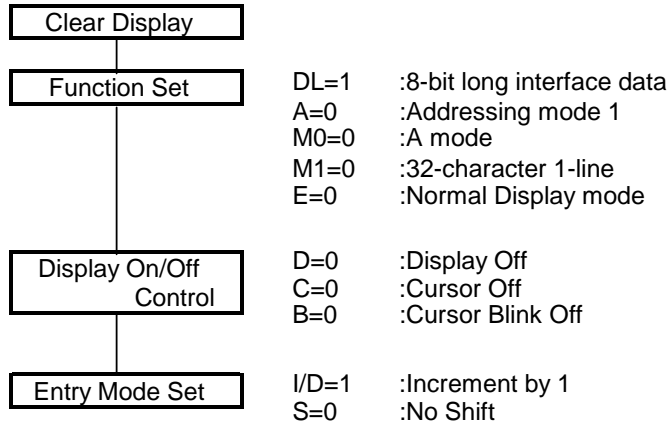 Clear Display
Function Set
DL=1 :8-bit long interface data
A=0 :Addressing mode 1
M0=0 :A mode
M1=0 :32-character 1-line
E=0 :Normal Display mode
Display On/Off
Control
D=0 :Display Off
C=0 :Cursor Off
B=0 :Cursor Blink Off
Entry Mode Set
I/D=1 :Increment by 1
S=0 :No Shift